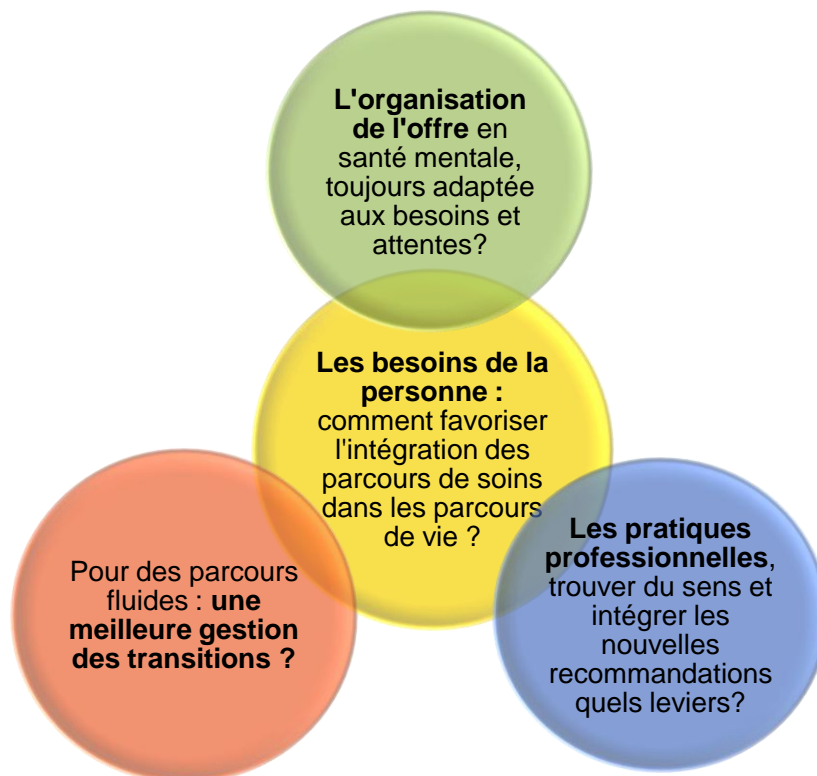 L'organisation
de l'offre en
santé mentale,
toujours adaptée
aux besoins et
attentes?
Les besoins de la
personne :
comment favoriser
l'intégration des
parcours de soins
dans les parcours
de vie ?
Pour des parcours
fluides : une
meilleure gestion
des transitions ?
Les pratiques
professionnelles,
trouver du sens et
intégrer les
nouvelles
recommandations
quels leviers?